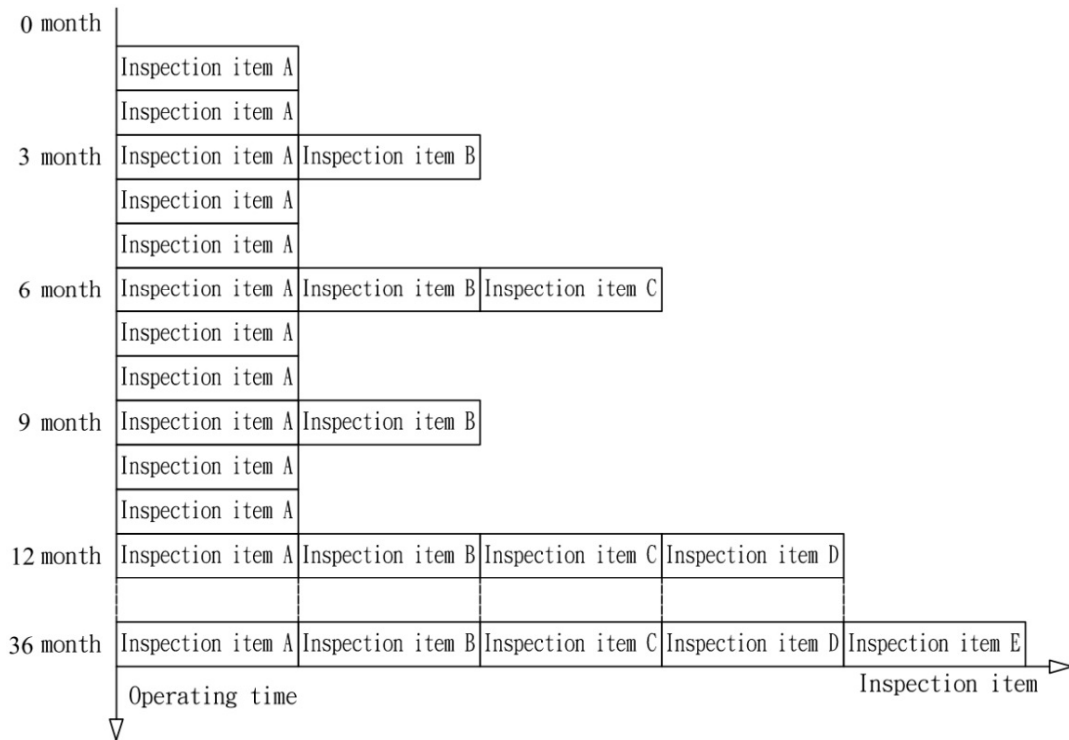 0 month
Inspection item A
Inspection item A
3 month Inspection item A Inspection item B
Inspection item A
Inspection item A
6 month Inspection item A Inspection item B Inspection item C
Inspection item A
Inspection item A
9 month Inspection item A Inspection item B
Inspection item A
Inspection item A
12 month Inspection item A Inspection item B Inspection item C Inspection item D
36 month Inspection item A Inspection item B Inspection item C Inspection item D Inspection item E
Operating time Inspection item